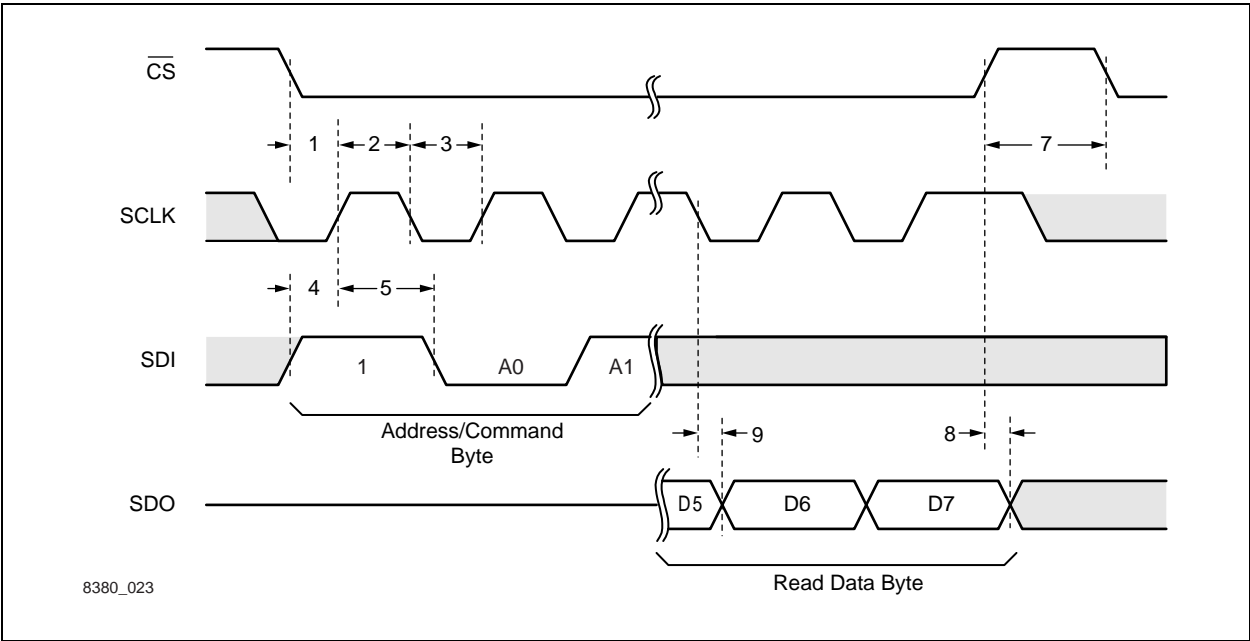 CS
1 2 3 7
SCLK
4 5
SDI 1 A0 A1
Address/Command
Byte
9 8
SDO D5 D6 D7
Read Data Byte
8380_023